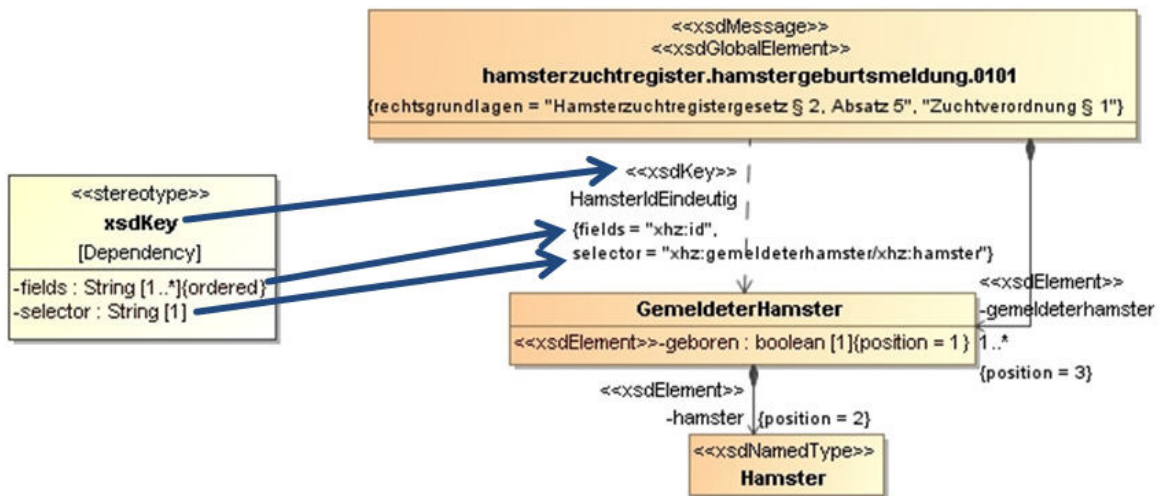 <<xsdMessage>>
<<xsdGlobalElement>>
hamsterzuchtregister.hamstergeburtsmeldung.0101
{rechtsgrundlagen = "Hamsterzuchtregistergesetz § 2, Absatz 5", "Zuchtverordnung § 1"}
<<stereotype>>
xsdKey
[Dependency]
-fields : String [1..*]{ordered}
-selector : String [1]
<<xsdKey>>
HamsterIdEindeutig
{fields = "xhz:id",
selector = "xhz:gemeldeterhamster/xhz:hamster"}
<<xsdElement>>
-gemeldeterhamster
1..*
{position = 3}
GemeldeterHamster
<<xsdElement>>-geboren : boolean [1]{position = 1}
<<xsdElement>>
-hamster {position = 2}
<<xsdNamedType>>
Hamster